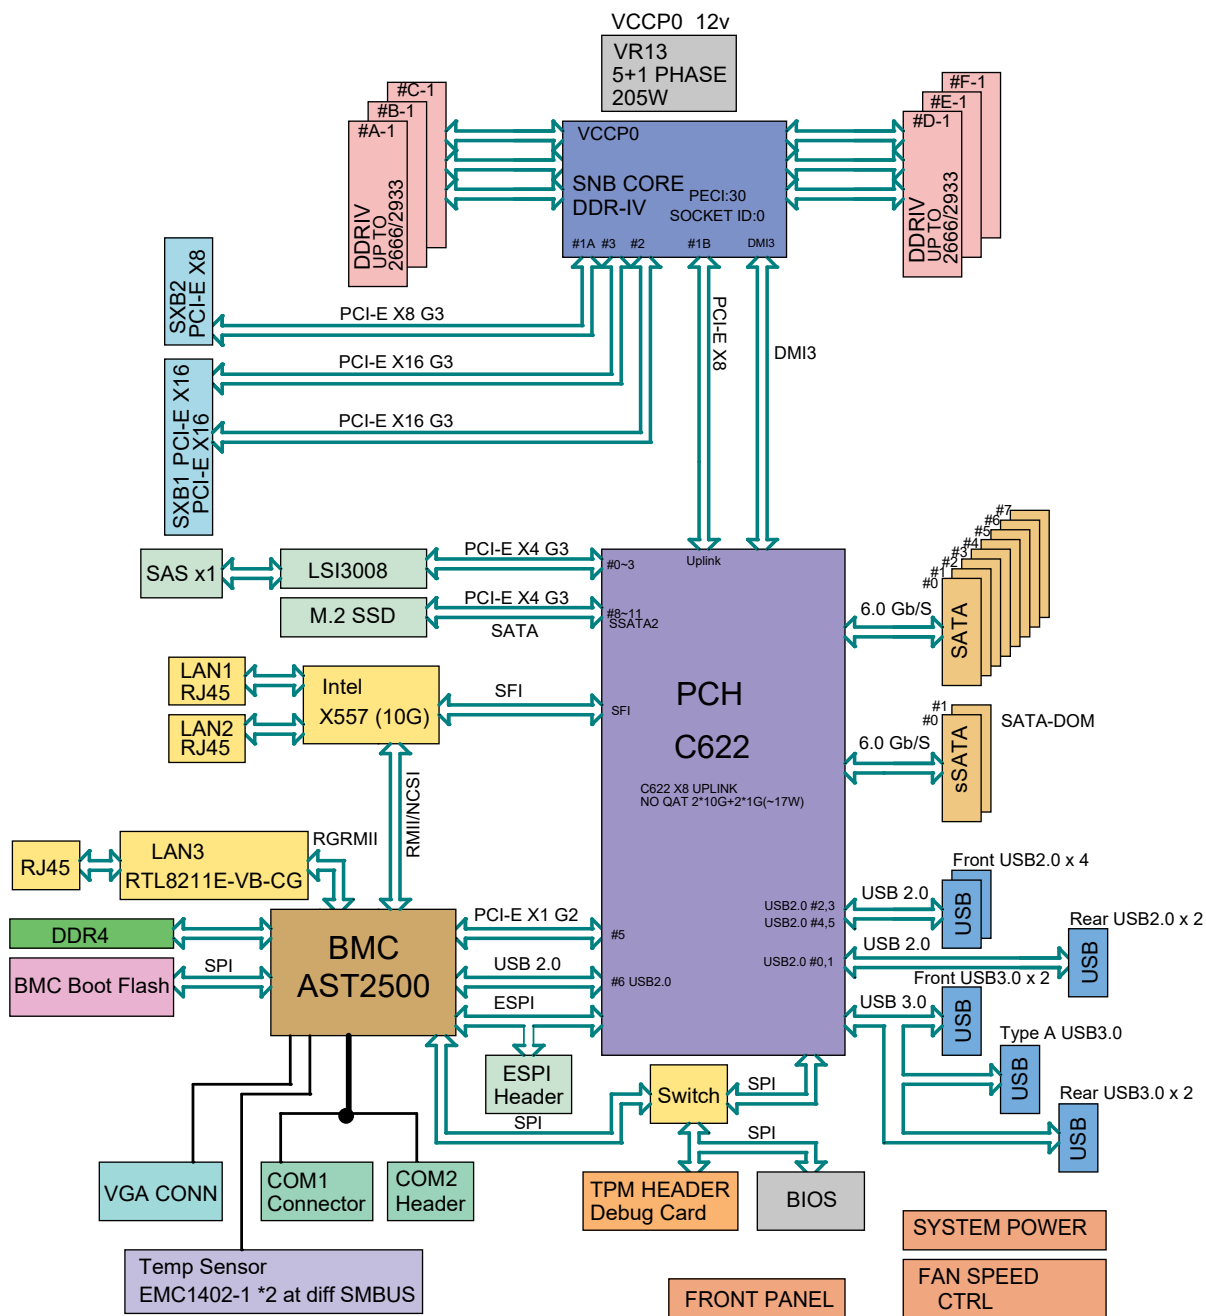 VCCP0 12v
VR13
5+1 PHASE
205W
#C-1
#B-1
#A-1
DDRIV
UP TO
2666/2933
VCCP0
SNB CORE
DDR-IV
PECI:30
SOCKET ID:0
#1A #3 #2 #1B DMI3
#F-1
#E-1
#D-1
DDRIV
UP TO
2666/2933
SXB2
PCI-E X8
PCI-E X8 G3
SXB1 PCI-E X16
PCI-E X16
PCI-E X16 G3
PCI-E X16 G3
PCI-E X8
DMI3
SAS x1
LSI3008
PCI-E X4 G3
M.2 SSD
PCI-E X4 G3
SATA
Uplink
#0~3
#8~11
SSATA2
SFI
PCH
C622
C622 X8 UPLINK
NO QAT 2*10G+2*1G(~17W)
6.0 Gb/S
#7
#6
#5
#4
#3
#2
#1
#0
SATA
6.0 Gb/S
#1
#0
sSATA
SATA-DOM
LAN1
RJ45
LAN2
RJ45
Intel
X557 (10G)
SFI
RMII/NCSI
RJ45
LAN3
RTL8211E-VB-CG
RGRMII
DDR4
BMC Boot Flash
SPI
BMC
AST2500
PCI-E X1 G2
USB 2.0
ESPI
#5
#6 USB2.0
USB2.0 #2,3
USB2.0 #4,5
USB2.0 #0,1
USB 2.0
Front USB2.0 x 4
USB
USB 2.0
Rear USB2.0 x 2
USB
USB 3.0
Front USB3.0 x 2
USB
Type A USB3.0
USB
Rear USB3.0 x 2
USB
ESPI
Header
SPI
Switch
SPI
SPI
TPM HEADER
Debug Card
BIOS
VGA CONN
COM1
Connector
COM2
Header
Temp Sensor
EMC1402-1 *2 at diff SMBUS
SYSTEM POWER
FRONT PANEL
FAN SPEED
CTRL